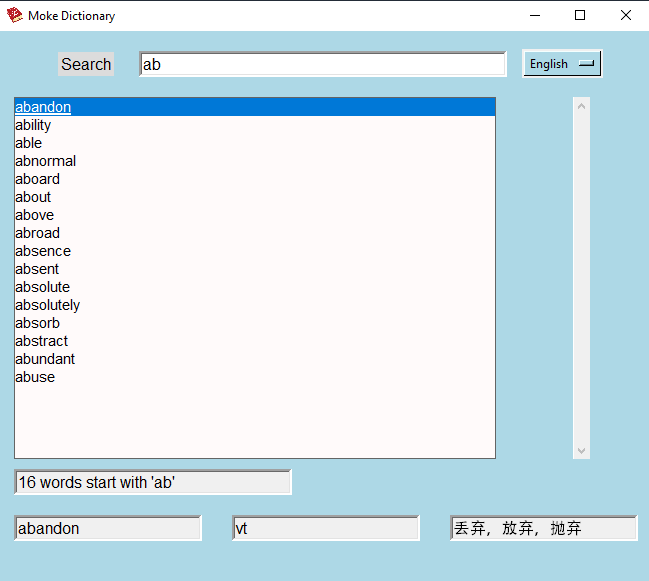 Moke Dictionary
Search
ab
English
abandon
ability
able
abnormal
aboard
about
above
abroad
absence
absent
absolute
absolutely
absorb
abstract
abundant
abuse
16 words start with 'ab'
abandon
vt
丢弃，放弃，抛弃